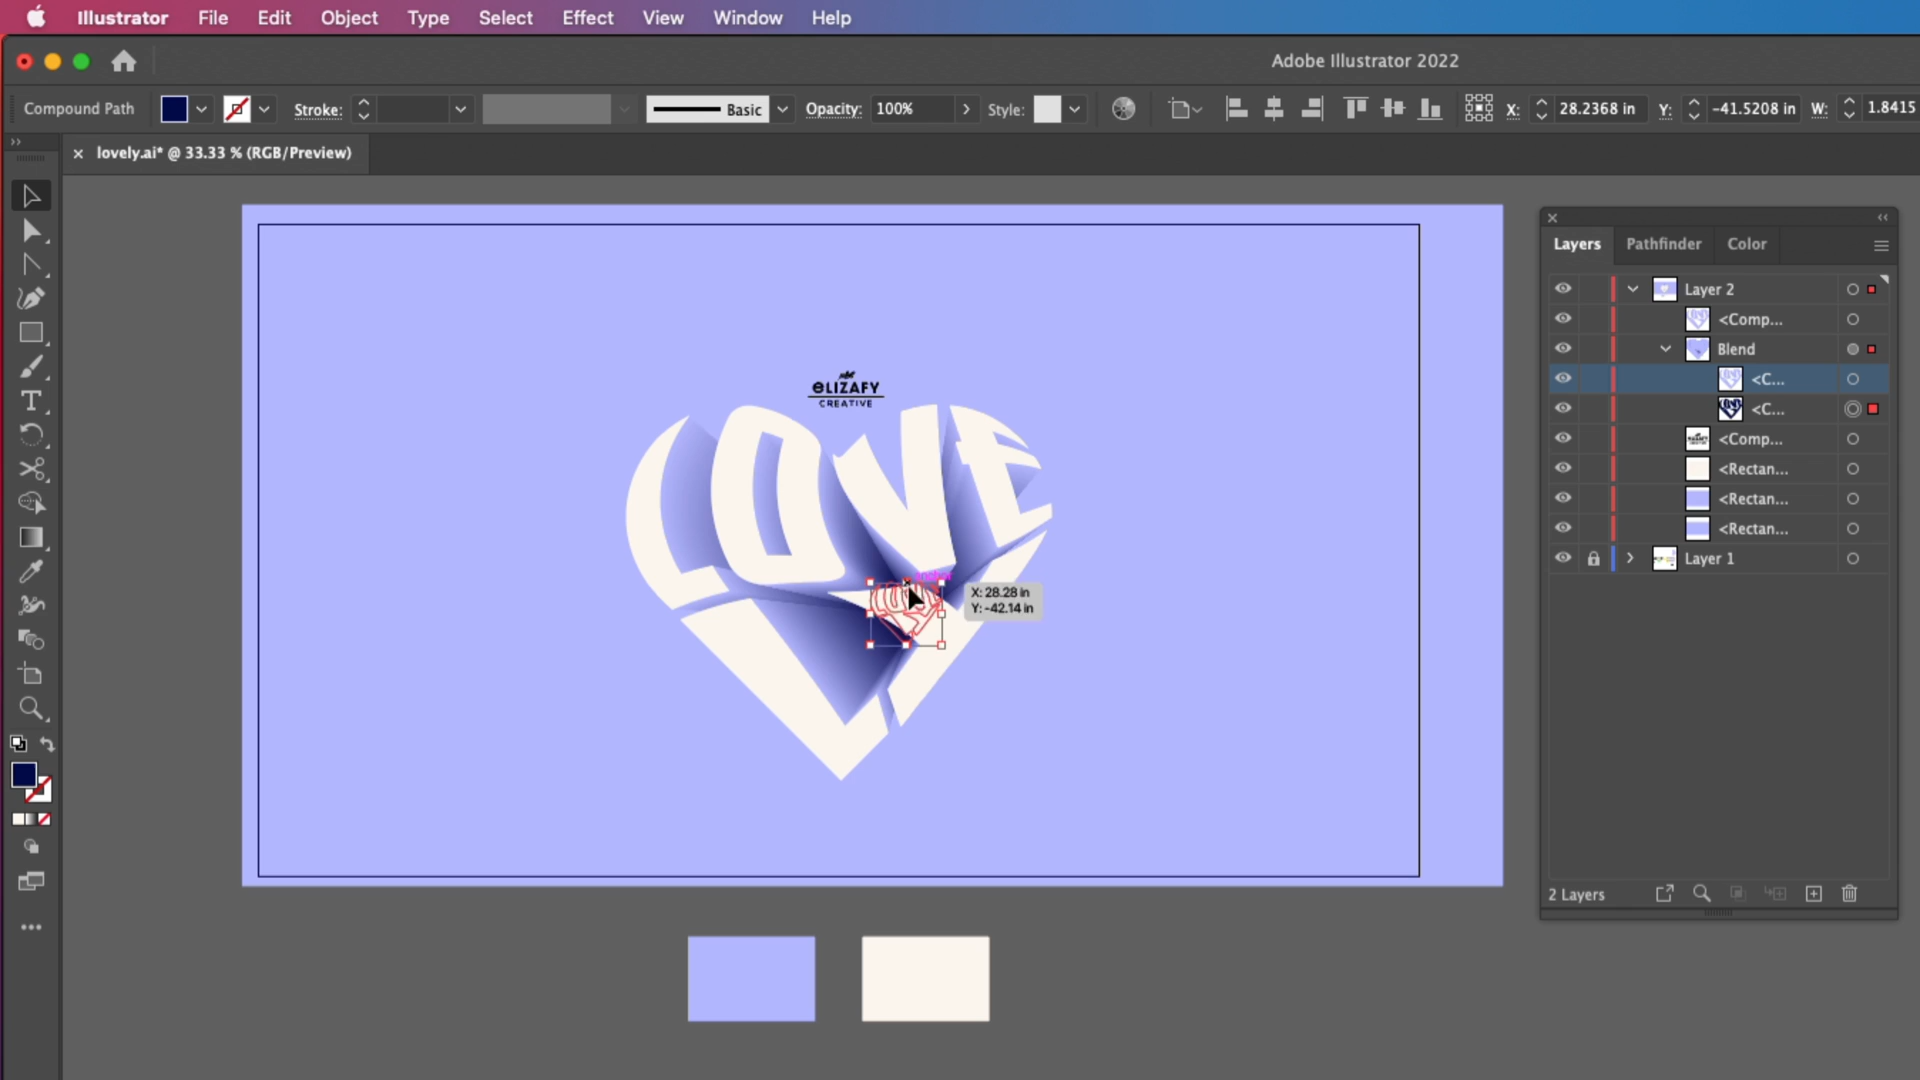 Illustrator File Edit Object Type Select Effect View Window Help
Adobe Illustrator 2022
Compound Path Stroke: Basic Opacity: 100% Style: X: 28.2368 in Y: -41.5208 in W: 1.8415
× lovely.ai* @ 33.33 % (RGB/Preview)
Layers Pathfinder Color
Layer 2
<Comp...
Blend
<C...
<C...
<Comp...
<Rectan...
<Rectan...
<Rectan...
Layer 1
2 Layers
eLIZAFY
CREATIVE
LOVE
anchor
X: 28.28 in
Y: -42.14 in